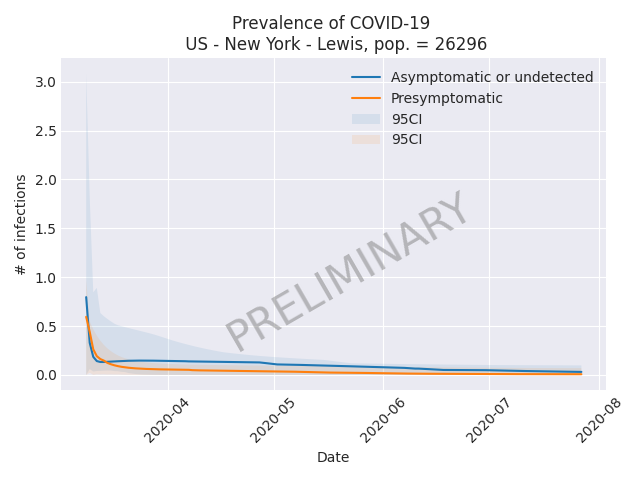 Prevalence of COVID-19
US - New York - Lewis, pop. = 26296
Asymptomatic or undetected
Presymptomatic
95CI
95CI
3.0
2.5
2.0
1.5
1.0
0.5
0.0
# of infections
PRELIMINARY
2020-04
2020-05
2020-06
2020-07
2020-08
Date